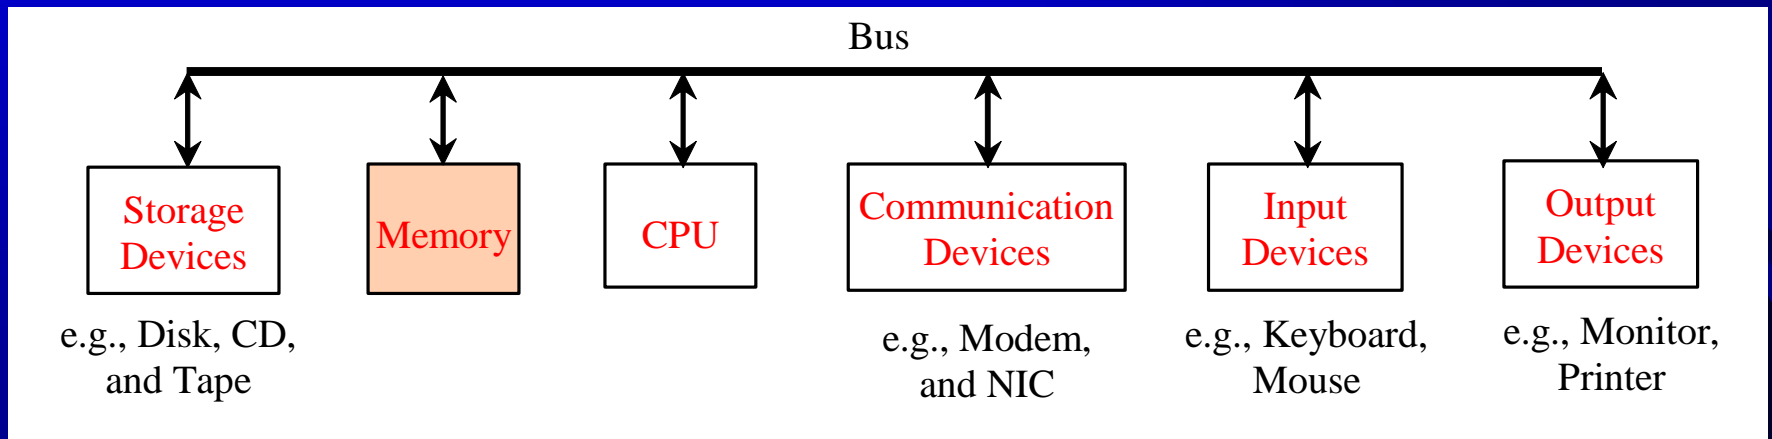 Bus
Storage
Devices
Memory
CPU
Communication
Devices
Input
Devices
Output
Devices
e.g., Disk, CD,
and Tape
e.g., Modem,
and NIC
e.g., Keyboard,
Mouse
e.g., Monitor,
Printer